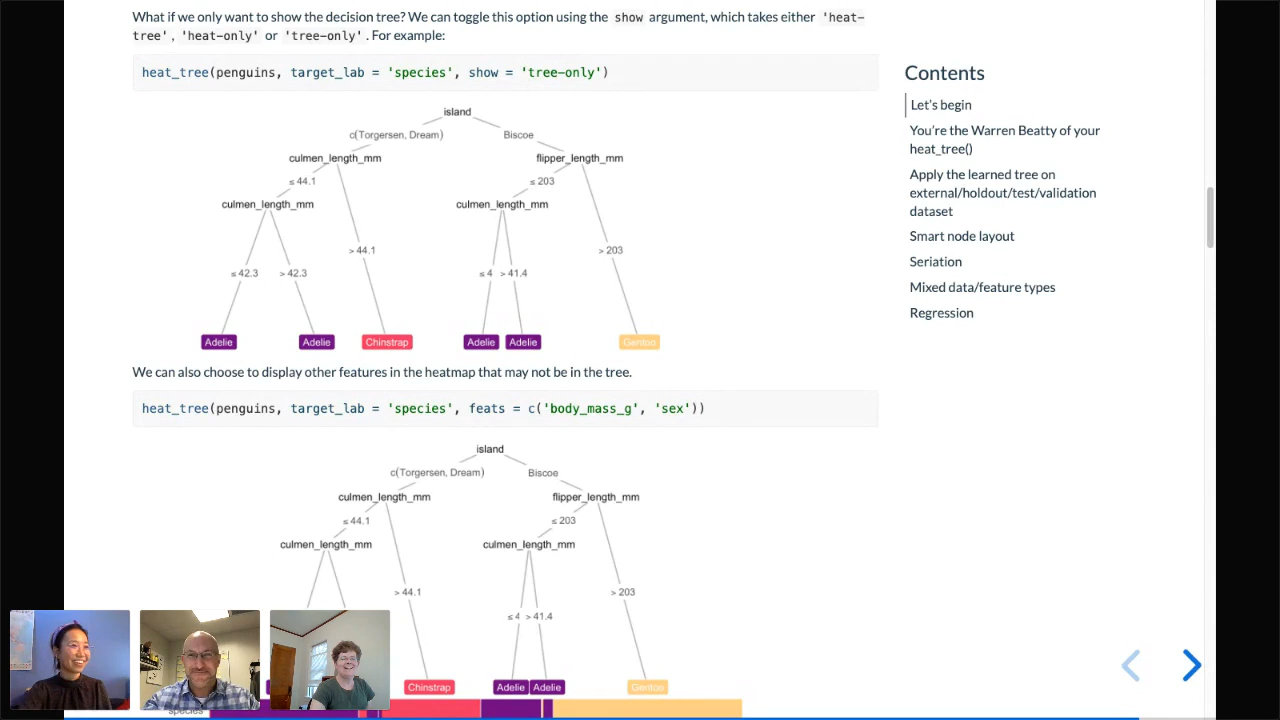 What if we only want to show the decision tree? We can toggle this option using the show argument, which takes either 'heat-
tree', 'heat-only' or 'tree-only'. For example:
heat_tree(penguins, target_lab = 'species', show = 'tree-only')
island
c(Torgersen, Dream)
Biscoe
culmen_length_mm
flipper_length_mm
≤ 44.1
≤ 203
culmen_length_mm
culmen_length_mm
> 44.1
> 203
≤ 42.3
> 42.3
≤ 4
> 41.4
Adelie
Adelie
Chinstrap
Adelie
Adelie
Gentoo
We can also choose to display other features in the heatmap that may not be in the tree.
heat_tree(penguins, target_lab = 'species', feats = c('body_mass_g', 'sex'))
island
c(Torgersen, Dream)
Biscoe
culmen_length_mm
flipper_length_mm
≤ 44.1
≤ 203
culmen_length_mm
culmen_length_mm
> 44.1
> 203
≤ 4
> 41.4
Chinstrap
Adelie
Adelie
Gentoo
species
Contents
Let's begin
You're the Warren Beatty of your
heat_tree()
Apply the learned tree on
external/holdout/test/validation
dataset
Smart node layout
Seriation
Mixed data/feature types
Regression